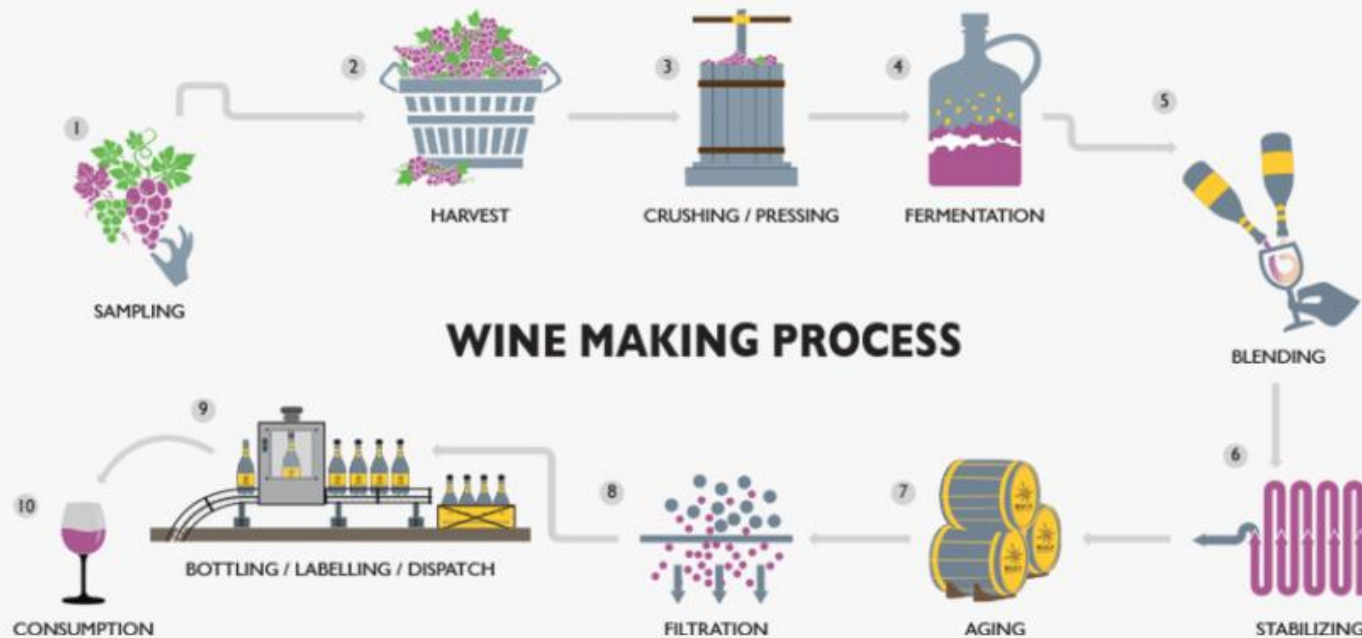 1
SAMPLING
2
HARVEST
3
CRUSHING / PRESSING
4
FERMENTATION
5
BLENDING
WINE MAKING PROCESS
6
STABILIZING
7
AGING
8
FILTRATION
9
BOTTLING / LABELLING / DISPATCH
10
CONSUMPTION